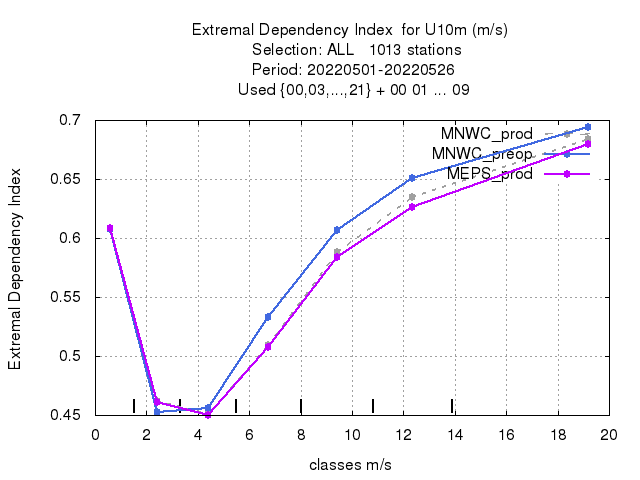 Extremal Dependency Index  for U10m (m/s)
Selection: ALL   1013 stations
Period: 20220501-20220526
Used {00,03,...,21} + 00 01 ... 09
0.7
0.65
0.6
0.55
0.5
0.45
Extremal Dependency Index
MNWC_prod
MNWC_preop
MEPS_prod
0 2 4 6 8 10 12 14 16 18 20
classes m/s